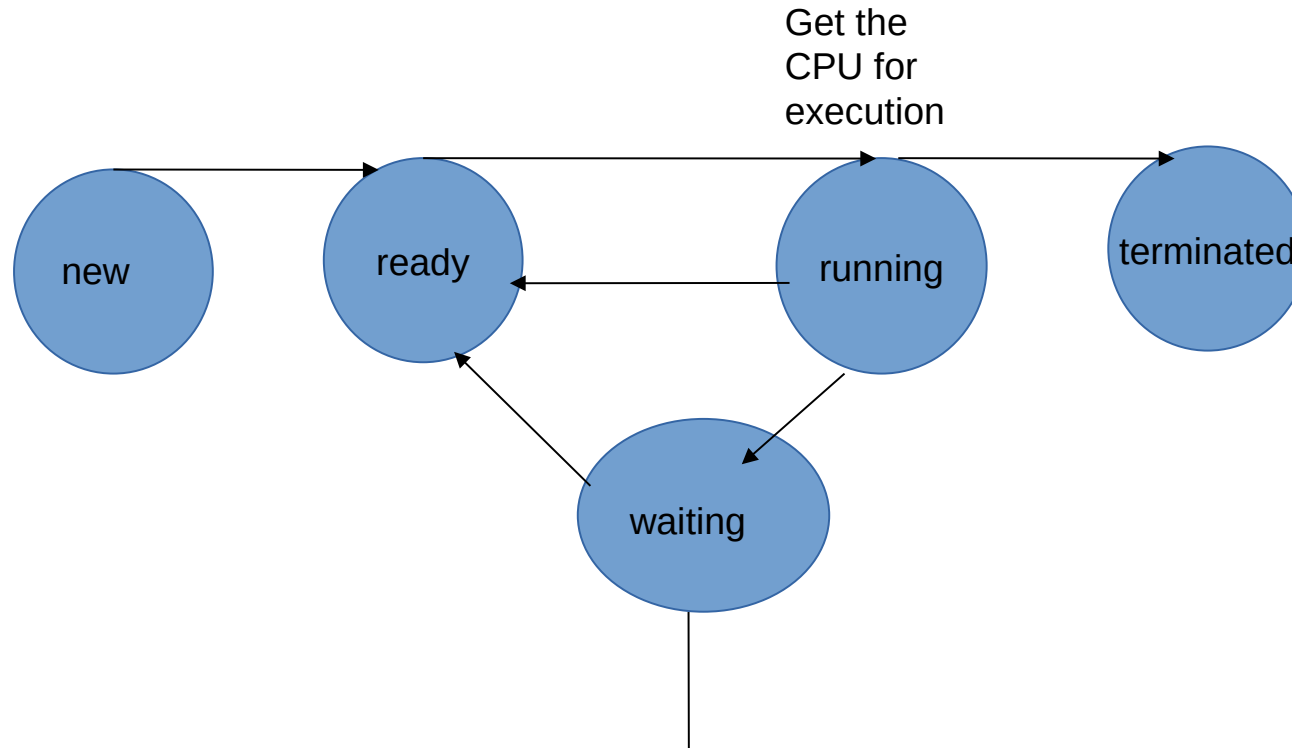 Get the
CPU for
execution
new
ready
running
terminated
waiting